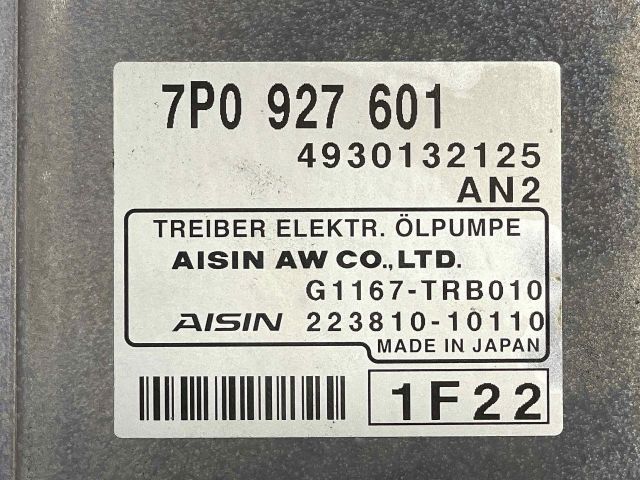 7P0 927 601
4930132125
AN2
TREIBER ELEKTR. ÖLPUMPE
AISIN AW CO.,LTD.
G1167-TRB010
AISIN 223810-10110
MADE IN JAPAN
1F22